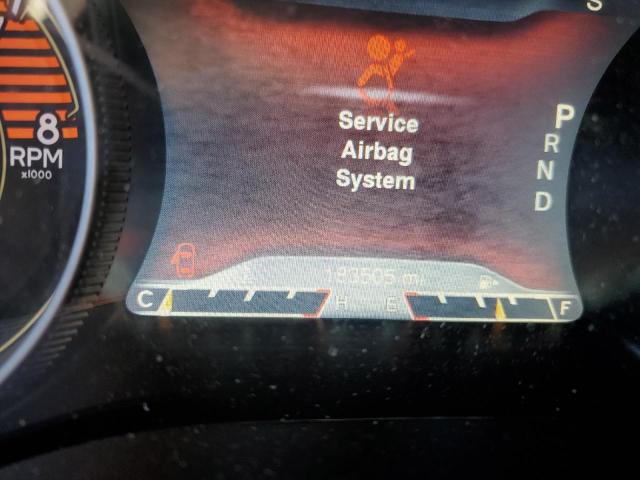 S
8
RPM
x1000
Service
Airbag
System
P
R
N
D
C H E F